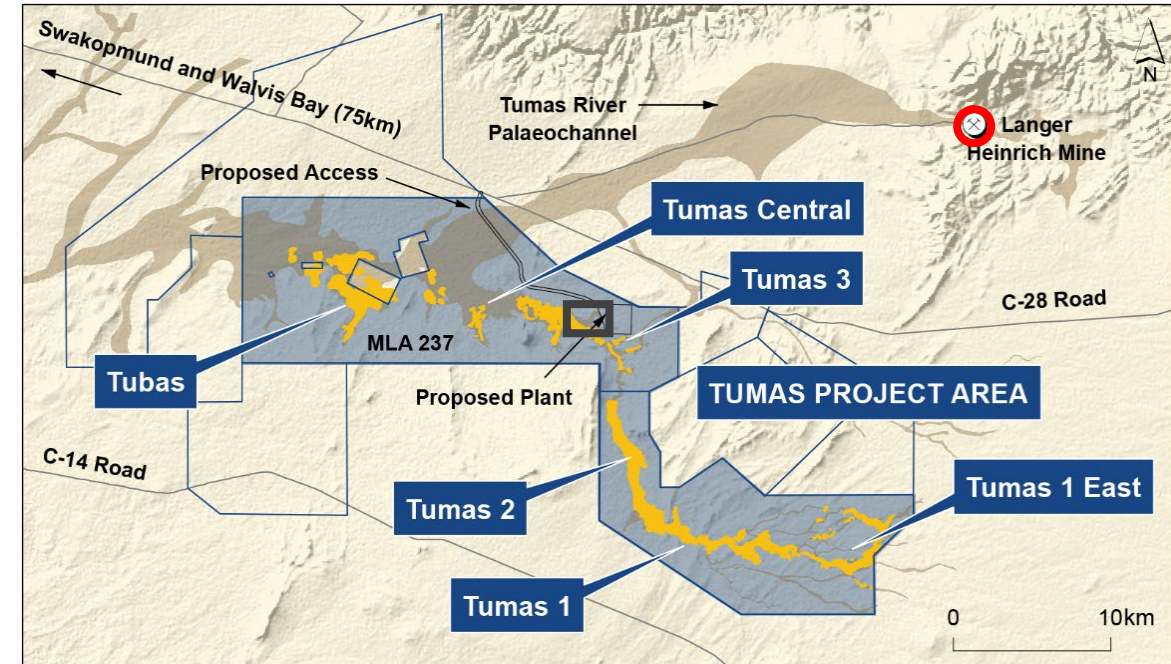 Swakopmund and Walvis Bay (75km)
N
Tumas River
Palaeochannel
Langer
Heinrich Mine
Proposed Access
Tumas Central
Tumas 3
C-28 Road
MLA 237
Tubas
Proposed Plant
TUMAS PROJECT AREA
C-14 Road
Tumas 2
Tumas 1 East
Tumas 1
0 10km